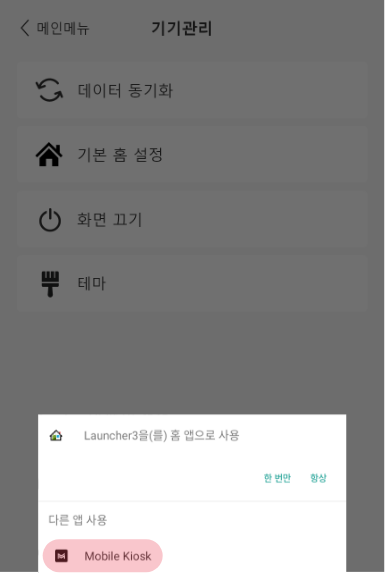 메인메뉴 기기관리
데이터 동기화
기본 홈 설정
화면 끄기
테마
Launcher3을(를) 홈 앱으로 사용
한 번만 항상
다른 앱 사용
Mobile Kiosk